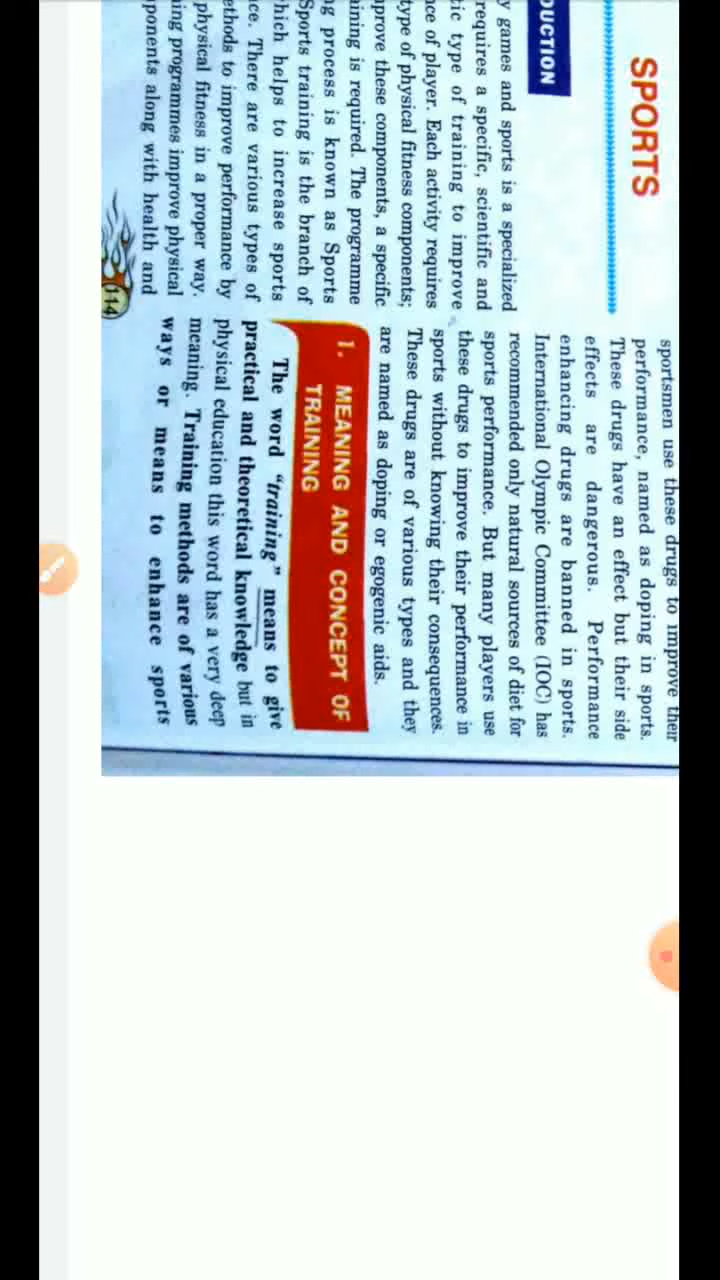 SPORTS
DUCTION
games and sports is a specialized
requires a specific, scientific and
type of training to improve
of player. Each activity requires
type of physical fitness components;
these components, a specific
is required. The programme
process is known as Sports
Sports training is the branch of
helps to increase sports
There are various types of
to improve performance by
physical fitness in a proper way.
programmes improve physical
along with health and
114
sportsmen use these drugs to improve their
performance, named as doping in sports.
These drugs have an effect but their side
effects are dangerous. Performance
enhancing drugs are banned in sports.
International Olympic Committee (IOC) has
recommended only natural sources of diet for
sports performance. But many players use
these drugs to improve their performance in
sports without knowing their consequences.
These drugs are of various types and they
are named as doping or egogenic aids.
1. MEANING AND CONCEPT OF
TRAINING
The word "training" means to give
practical and theoretical knowledge but in
physical education this word has a very deep
meaning. Training methods are of various
ways or means to enhance sports